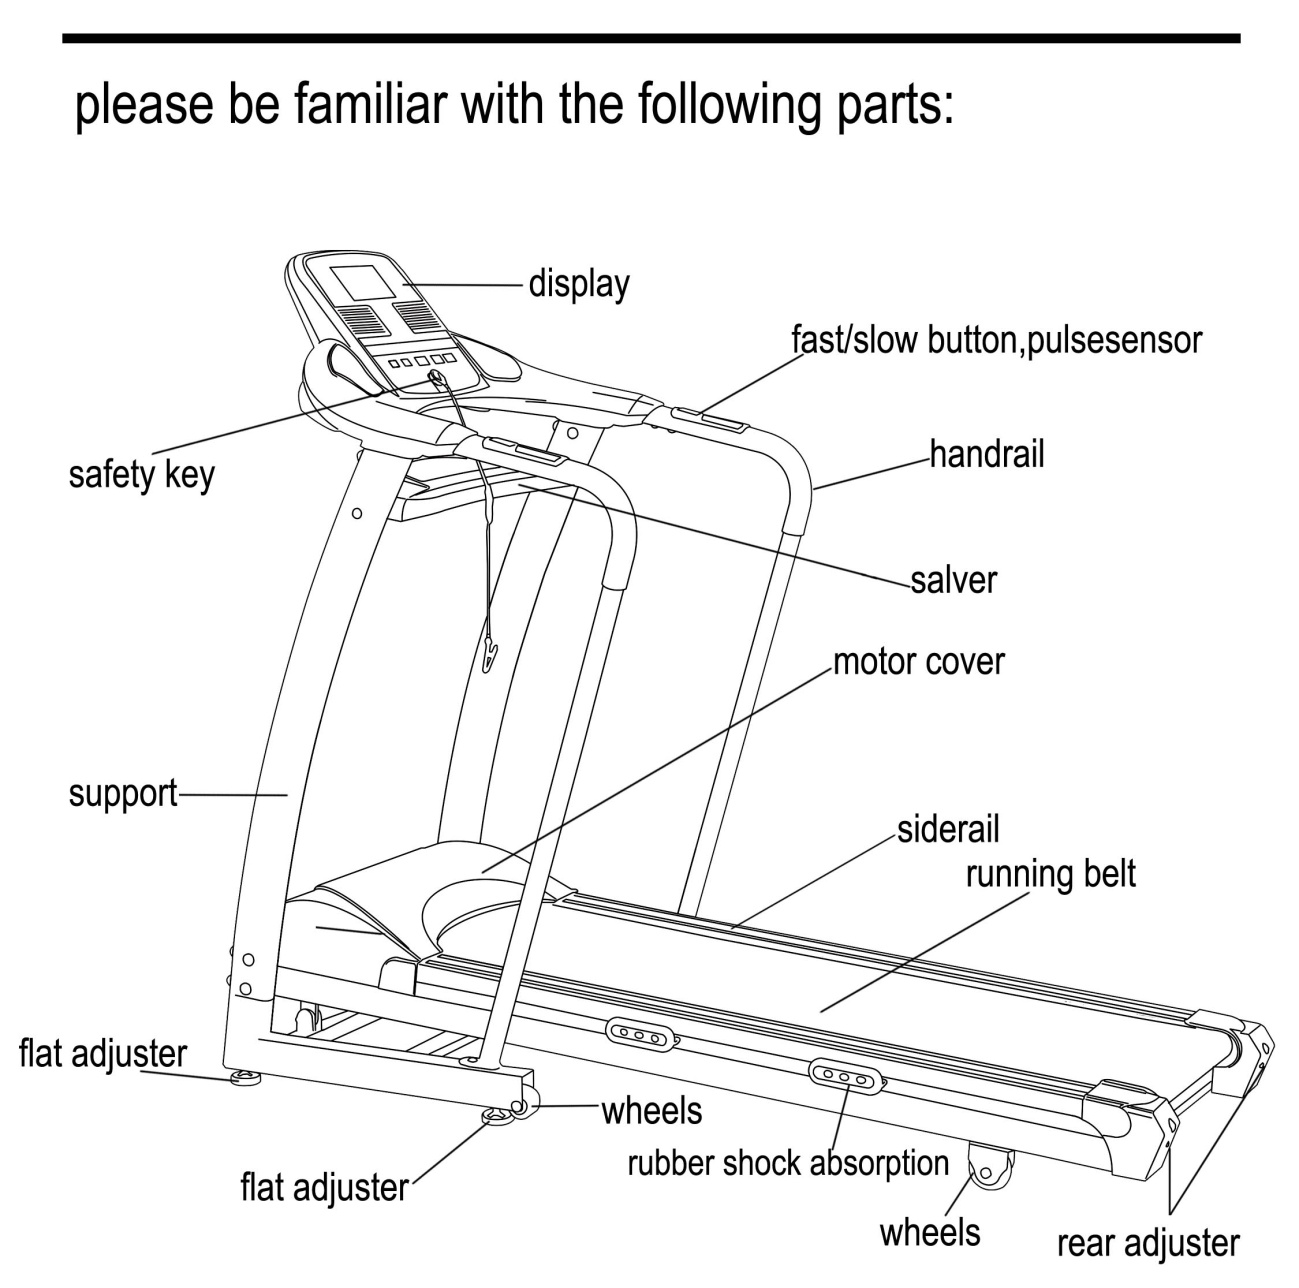 please be familiar with the following parts:
display
fast/slow button,pulsesensor
handrail
safety key
salver
motor cover
support
siderail
running belt
flat adjuster
wheels
rubber shock absorption
flat adjuster
wheels
rear adjuster